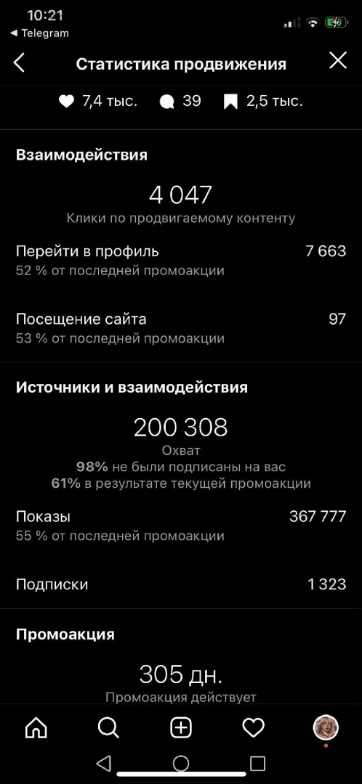 10:21
◀ Telegram
Статистика продвижения
7,4 тыс. 39 2,5 тыс.
Взаимодействия
4 047
Клики по продвигаемому контенту
Перейти в профиль 7 663
52 % от последней промоакции
Посещение сайта 97
53 % от последней промоакции
Источники и взаимодействия
200 308
Охват
98% не были подписаны на вас
61% в результате текущей промоакции
Показы 367 777
55 % от последней промоакции
Подписки 1 323
Промоакция
305 дн.
Промоакция действует